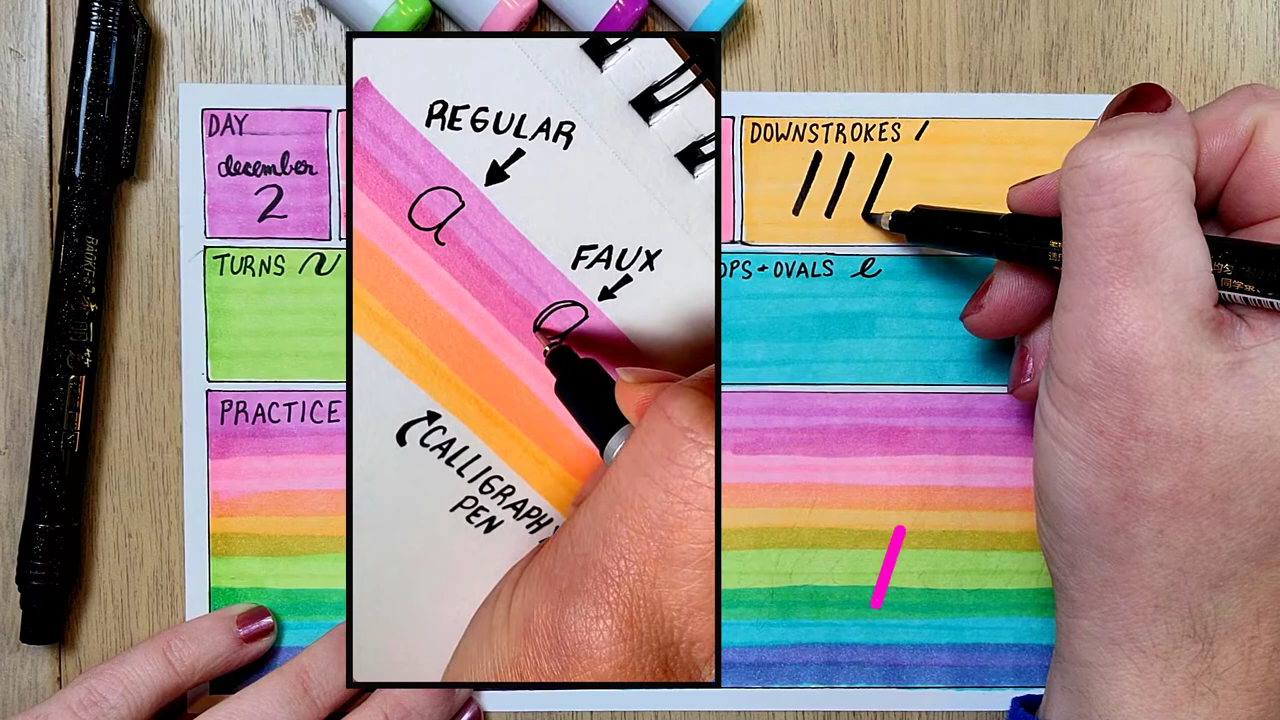 DAY
december
2
DOWNSTROKES /
TURNS
OPS + OVALS e
PRACTICE
REGULAR
a
FAUX
a
CALLIGRAPHY
PEN